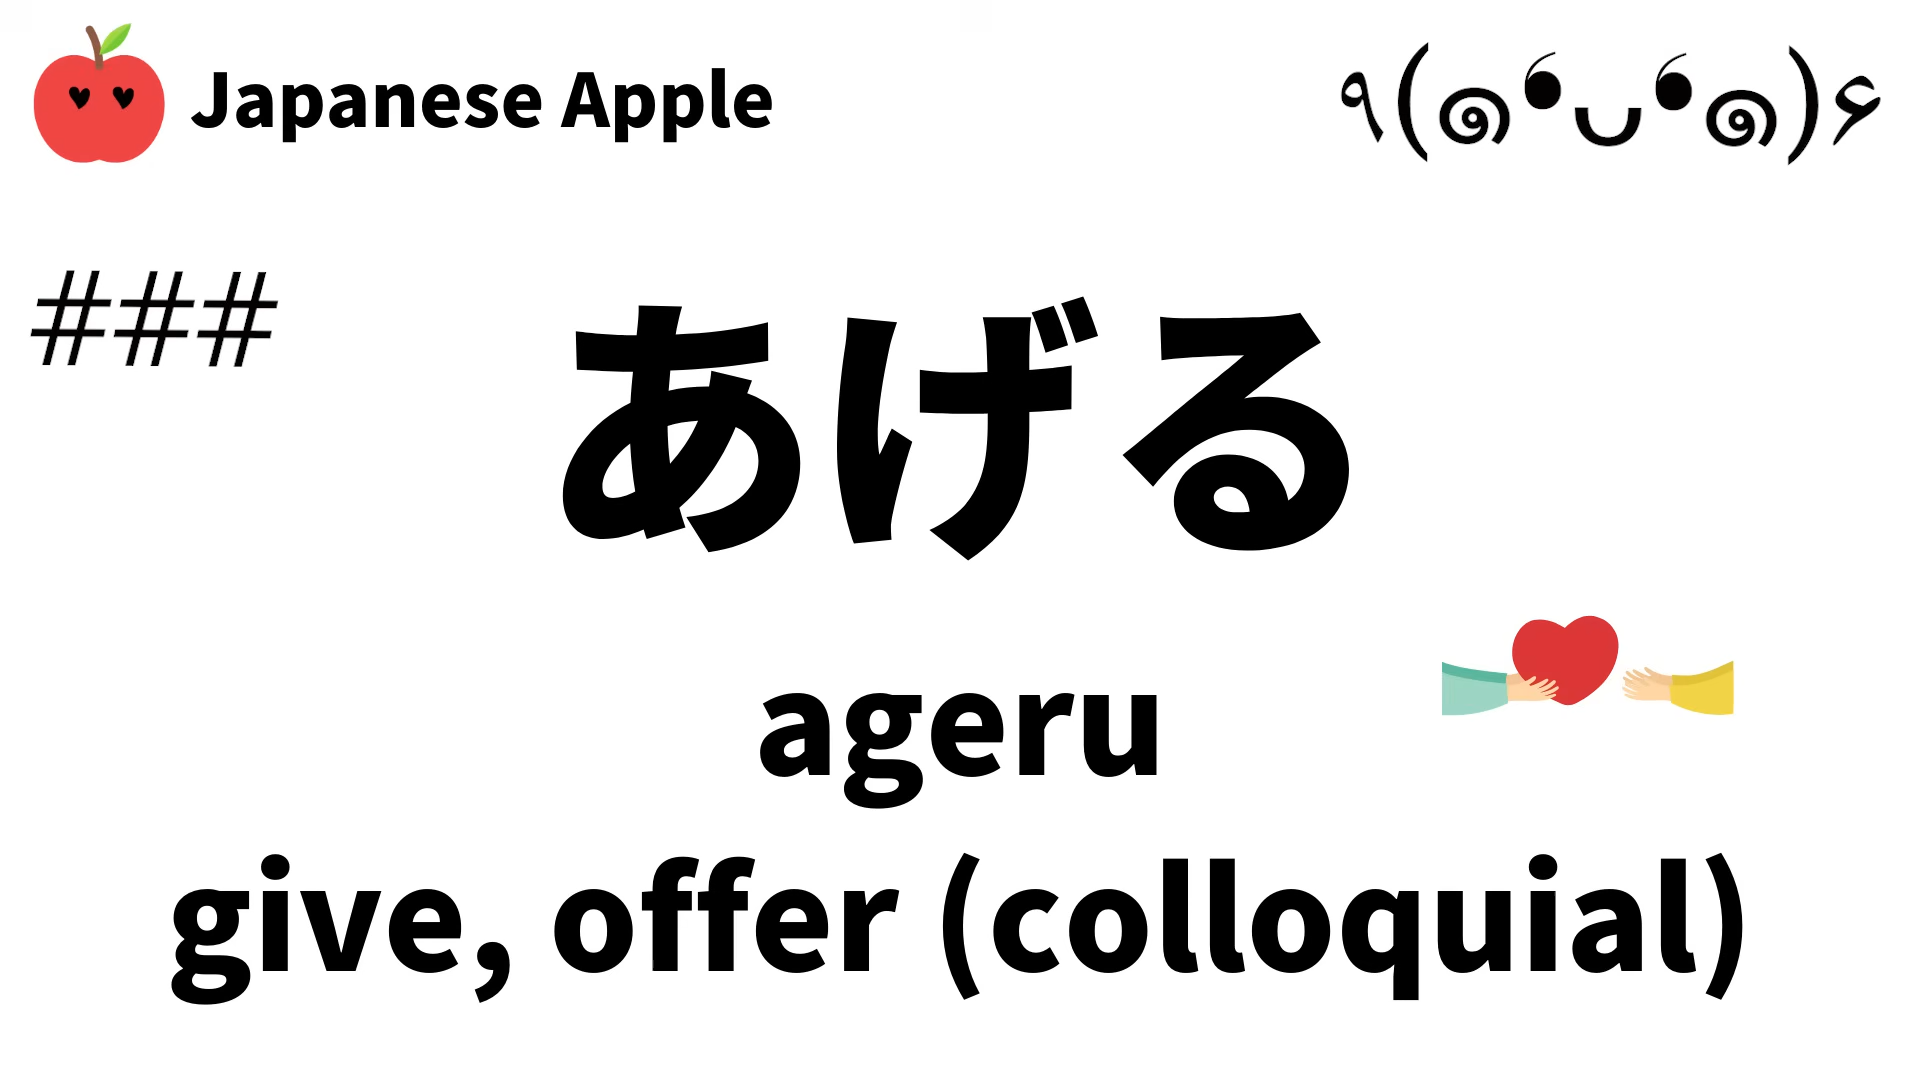 Japanese Apple
٩(๑❛ᴗ❛๑)۶
###
あげる
ageru
give, offer (colloquial)